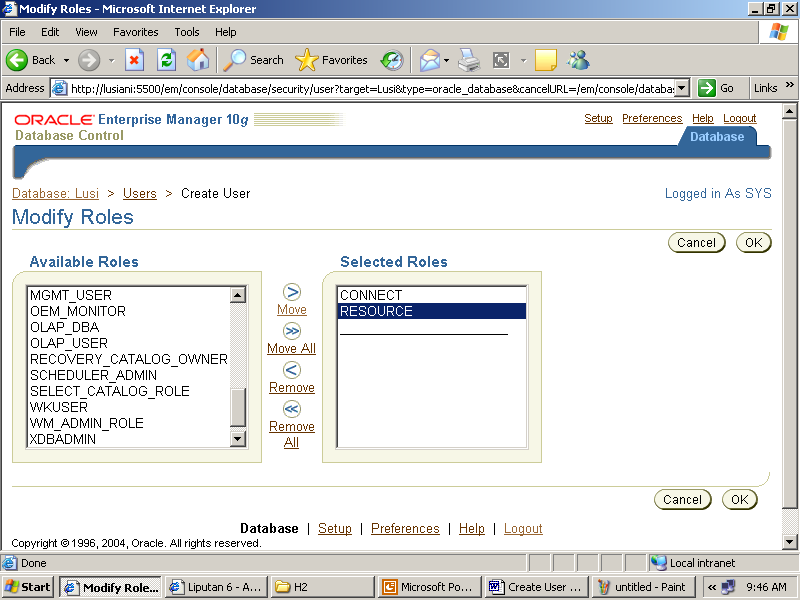 Modify Roles - Microsoft Internet Explorer
File Edit View Favorites Tools Help
Back Search Favorites
Address http://lusiani:5500/em/console/database/security/user?target=Lusi&type=oracle_database&cancelURL=/em/console/databas Go Links »
ORACLE Enterprise Manager 10g
Setup Preferences Help Logout
Database Control
Database
Database: Lusi > Users > Create User
Logged in As SYS
Modify Roles
Cancel OK
Available Roles
MGMT_USER
OEM_MONITOR
OLAP_DBA
OLAP_USER
RECOVERY_CATALOG_OWNER
SCHEDULER_ADMIN
SELECT_CATALOG_ROLE
WKUSER
WM_ADMIN_ROLE
XDBADMIN
Move
Move All
Remove
Remove
All
Selected Roles
CONNECT
RESOURCE
Cancel OK
Database | Setup | Preferences | Help | Logout
Copyright © 1996, 2004, Oracle. All rights reserved.
Done
Local intranet
Start Modify Role... Liputan 6 - A... H2 Microsoft Po... Create User ... untitled - Paint « 9:46 AM